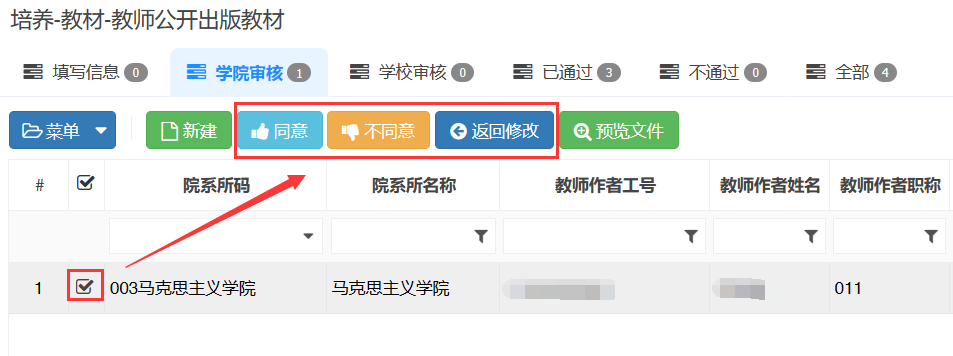 培养-教材-教师公开出版教材
填写信息 0 学院审核 1 学校审核 0 已通过 3 不通过 0 全部 4
菜单 新建 同意 不同意 返回修改 预览文件
# 院系所码 院系所名称 教师作者工号 教师作者姓名 教师作者职称
1 003马克思主义学院 马克思主义学院 011